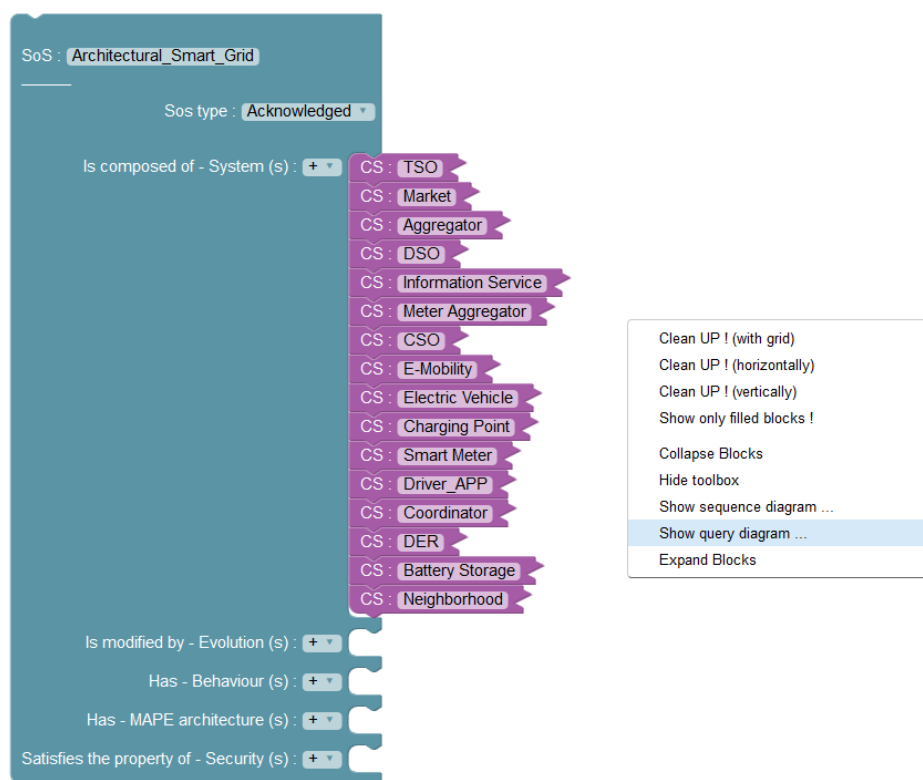 SoS : Architectural_Smart_Grid
Sos type : Acknowledged
Is composed of - System (s) : +
CS : TSO
CS : Market
CS : Aggregator
CS : DSO
CS : Information Service
CS : Meter Aggregator
CS : CSO
CS : E-Mobility
CS : Electric Vehicle
CS : Charging Point
CS : Smart Meter
CS : Driver_APP
CS : Coordinator
CS : DER
CS : Battery Storage
CS : Neighborhood
Is modified by - Evolution (s) : +
Has - Behaviour (s) : +
Has - MAPE architecture (s) : +
Satisfies the property of - Security (s) : +
Clean UP ! (with grid)
Clean UP ! (horizontally)
Clean UP ! (vertically)
Show only filled blocks !
Collapse Blocks
Hide toolbox
Show sequence diagram ...
Show query diagram ...
Expand Blocks